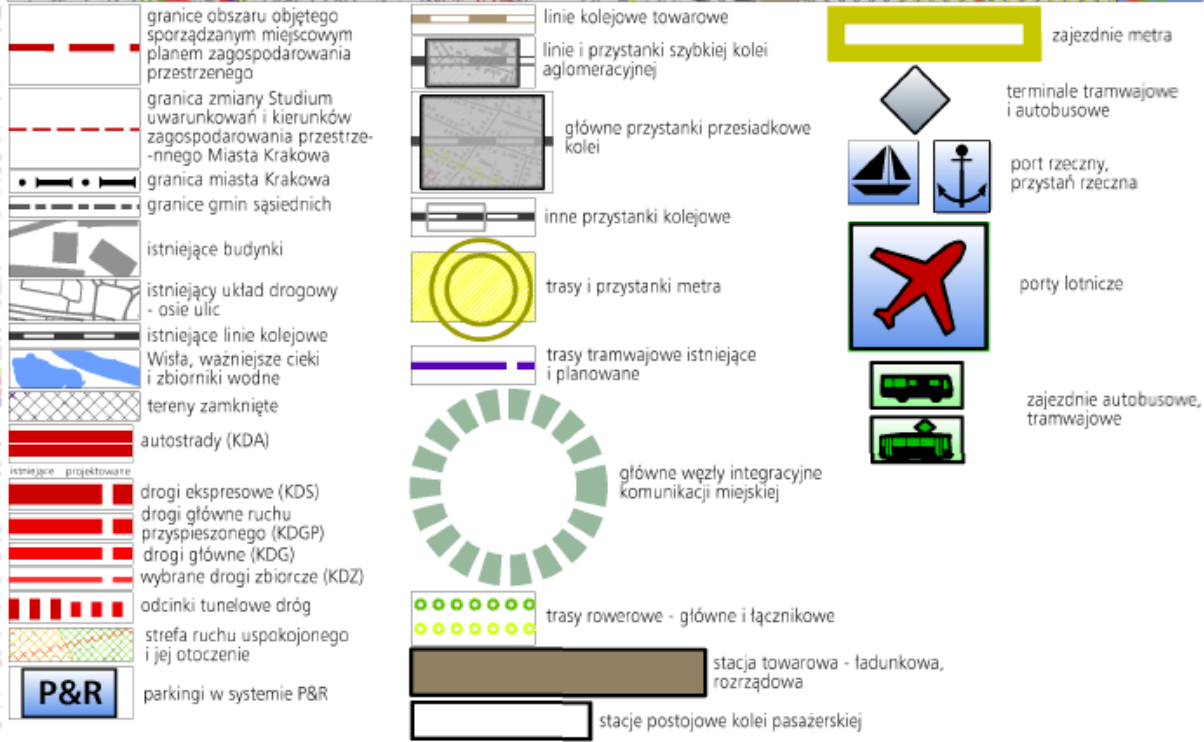 granice obszaru objętego
sporządzanym miejscowym
planem zagospodarowania
przestrzenego
granica zmiany Studium
uwarunkowań i kierunków
zagospodarowania przestrze-
-nnego Miasta Krakowa
granica miasta Krakowa
granice gmin sąsiednich
istniejące budynki
istniejący układ drogowy
- osie ulic
istniejące linie kolejowe
Wisła, ważniejsze cieki
i zbiorniki wodne
tereny zamknięte
autostrady (KDA)
istniejące projektowane
drogi ekspresowe (KDS)
drogi główne ruchu
przyspieszonego (KDGP)
drogi główne (KDG)
wybrane drogi zbiorcze (KDZ)
odcinki tunelowe dróg
strefa ruchu uspokojonego
i jej otoczenie
P&R
parkingi w systemie P&R
linie kolejowe towarowe
linie i przystanki szybkiej kolei
aglomeracyjnej
główne przystanki przesiadkowe
kolei
inne przystanki kolejowe
trasy i przystanki metra
trasy tramwajowe istniejące
i planowane
główne węzły integracyjne
komunikacji miejskiej
trasy rowerowe - główne i łącznikowe
stacja towarowa - ładunkowa,
rozrządowa
stacje postojowe kolei pasażerskiej
zajezdnie metra
terminale tramwajowe
i autobusowe
port rzeczny,
przystań rzeczna
porty lotnicze
zajezdnie autobusowe,
tramwajowe